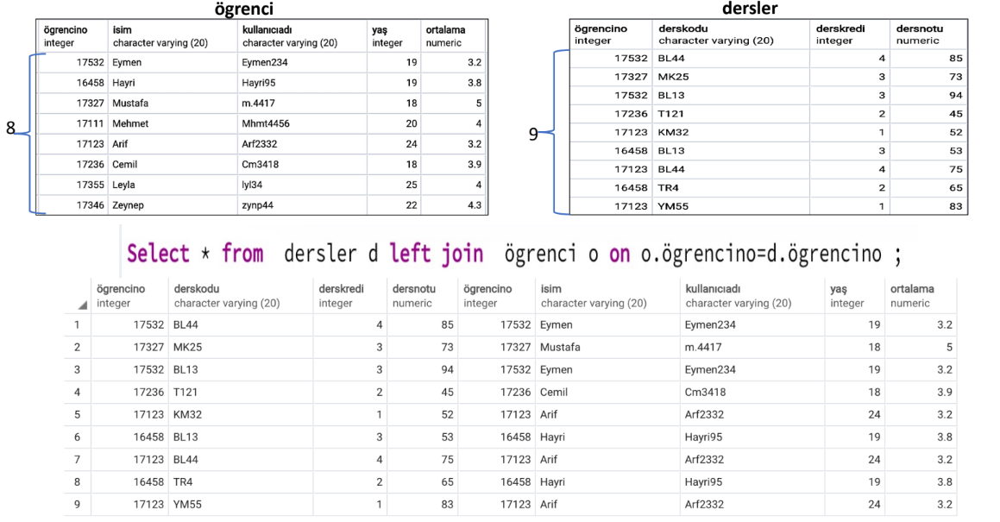 ögrenci
ögrencino isim kullanıcıadı yaş ortalama
integer character varying (20) character varying (20) integer numeric
17532 Eymen Eymen234 19 3.2
16458 Hayri Hayri95 19 3.8
17327 Mustafa m.4417 18 5
17111 Mehmet Mhmt4456 20 4
17123 Arif Arf2332 24 3.2
17236 Cemil Cm3418 18 3.9
17355 Leyla lyl34 25 4
17346 Zeynep zynp44 22 4.3
8
dersler
ögrencino derskodu derskredi dersnotu
integer character varying (20) integer numeric
17532 BL44 4 85
17327 MK25 3 73
17532 BL13 3 94
17236 T121 2 45
17123 KM32 1 52
16458 BL13 3 53
17123 BL44 4 75
16458 TR4 2 65
17123 YM55 1 83
9
Select * from dersler d left join ögrenci o on o.ögrencino=d.ögrencino ;
ögrencino derskodu derskredi dersnotu ögrencino isim kullanıcıadı yaş ortalama
integer character varying (20) integer numeric integer character varying (20) character varying (20) integer numeric
1 17532 BL44 4 85 17532 Eymen Eymen234 19 3.2
2 17327 MK25 3 73 17327 Mustafa m.4417 18 5
3 17532 BL13 3 94 17532 Eymen Eymen234 19 3.2
4 17236 T121 2 45 17236 Cemil Cm3418 18 3.9
5 17123 KM32 1 52 17123 Arif Arf2332 24 3.2
6 16458 BL13 3 53 16458 Hayri Hayri95 19 3.8
7 17123 BL44 4 75 17123 Arif Arf2332 24 3.2
8 16458 TR4 2 65 16458 Hayri Hayri95 19 3.8
9 17123 YM55 1 83 17123 Arif Arf2332 24 3.2